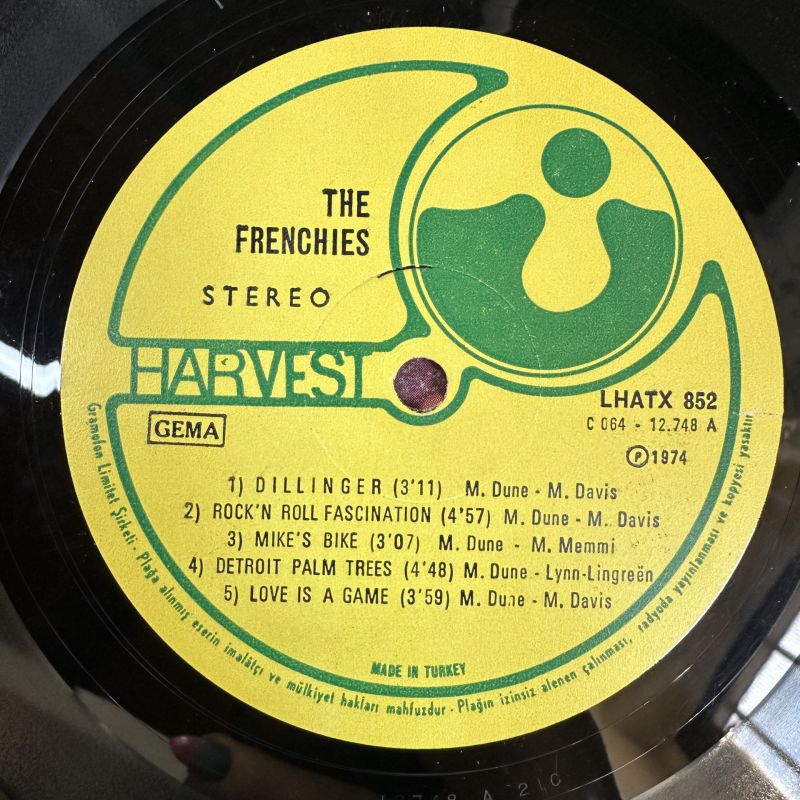 THE
FRENCHIES
STEREO
HARVEST
GEMA
LHATX 852
C 064 - 12.748 A
Ⓟ 1974
1) DILLINGER (3'11) M. Dune - M. Davis
2) ROCK'N ROLL FASCINATION (4'57) M. Dune - M. Davis
3) MIKE'S BIKE (3'07) M. Dune - M. Memmi
4) DETROIT PALM TREES (4'48) M. Dune - Lynn-Lingreën
5) LOVE IS A GAME (3'59) M. Dune - M. Davis
MADE IN TURKEY
Gramofon Limitet Şirketi - Plağa alınmış eserin imalâtçı ve mülkiyet hakları mahfuzdur - Plağın izinsiz alenen çalınması, radyoda yayınlanması ve kopyesi yasaktır